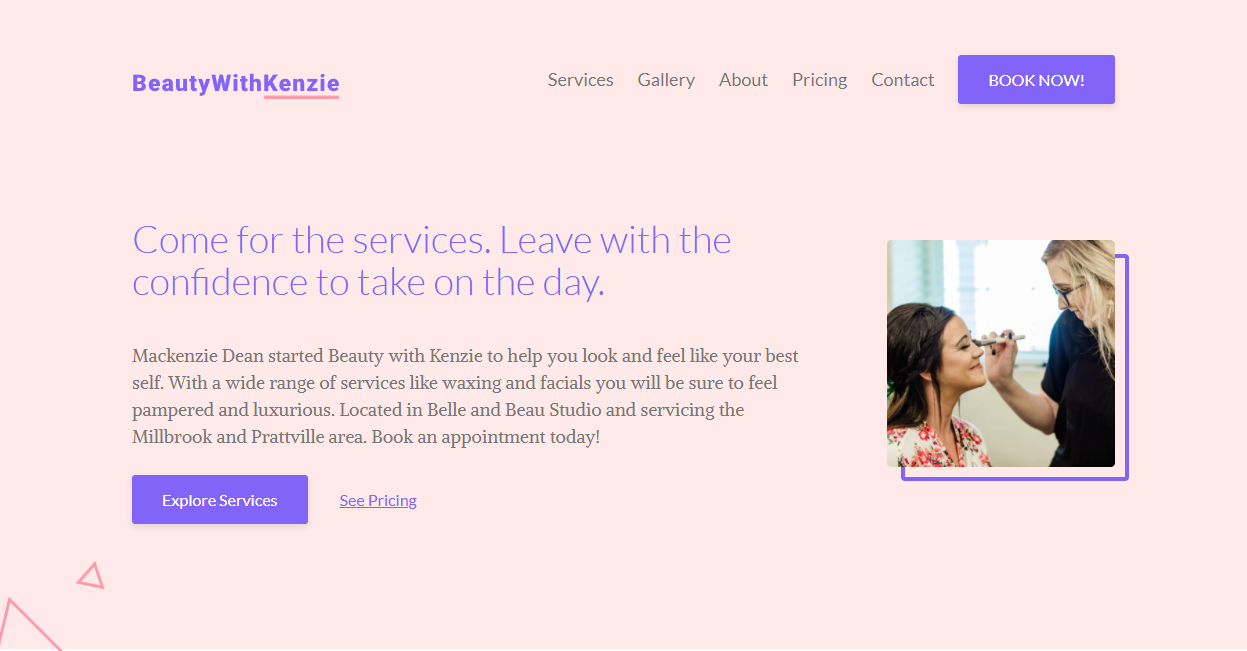 BeautyWithKenzie
Services Gallery About Pricing Contact BOOK NOW!
Come for the services. Leave with the
confidence to take on the day.
Mackenzie Dean started Beauty with Kenzie to help you look and feel like your best
self. With a wide range of services like waxing and facials you will be sure to feel
pampered and luxurious. Located in Belle and Beau Studio and servicing the
Millbrook and Prattville area. Book an appointment today!
Explore Services See Pricing